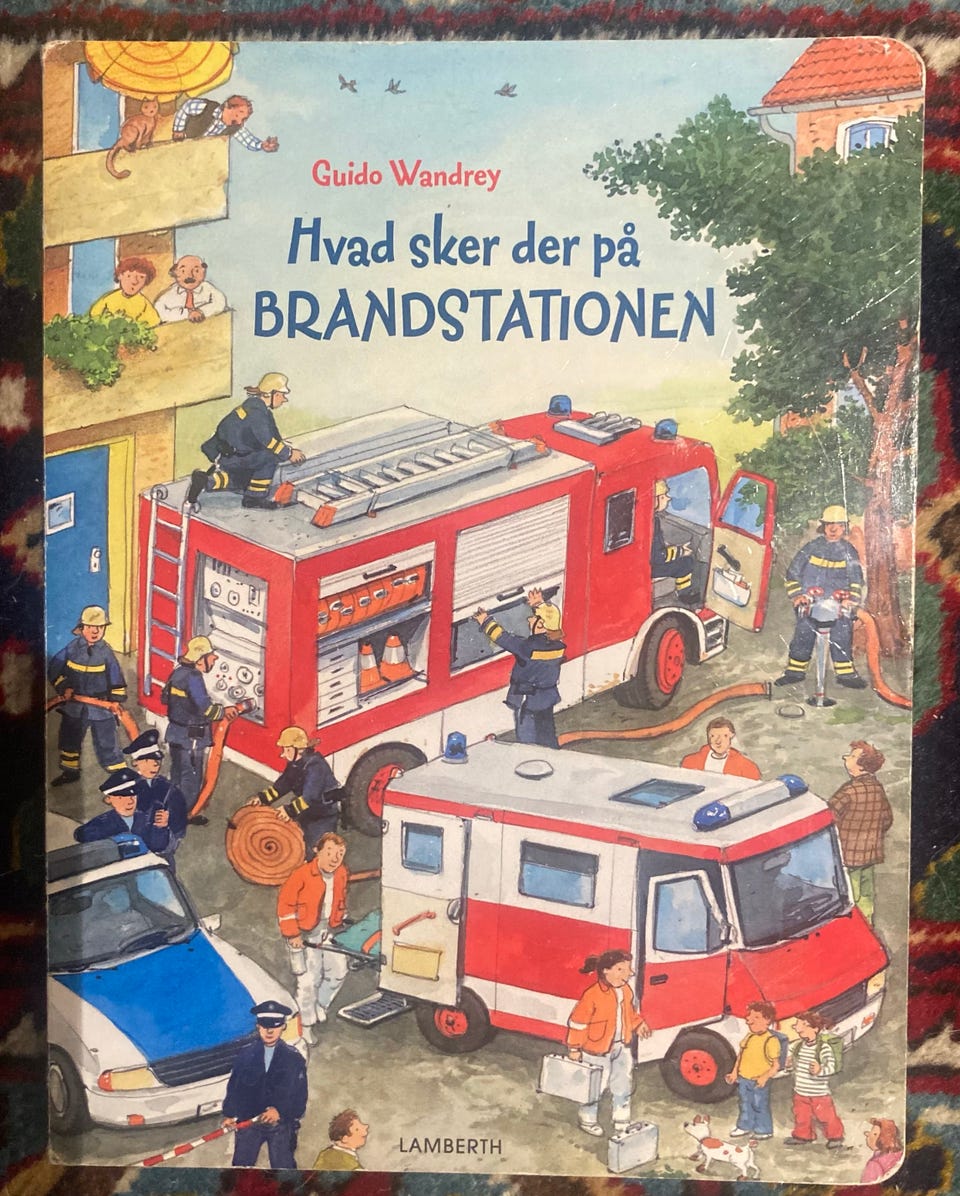 Guido Wandrey
Hvad sker der på
BRANDSTATIONEN
LAMBERTH